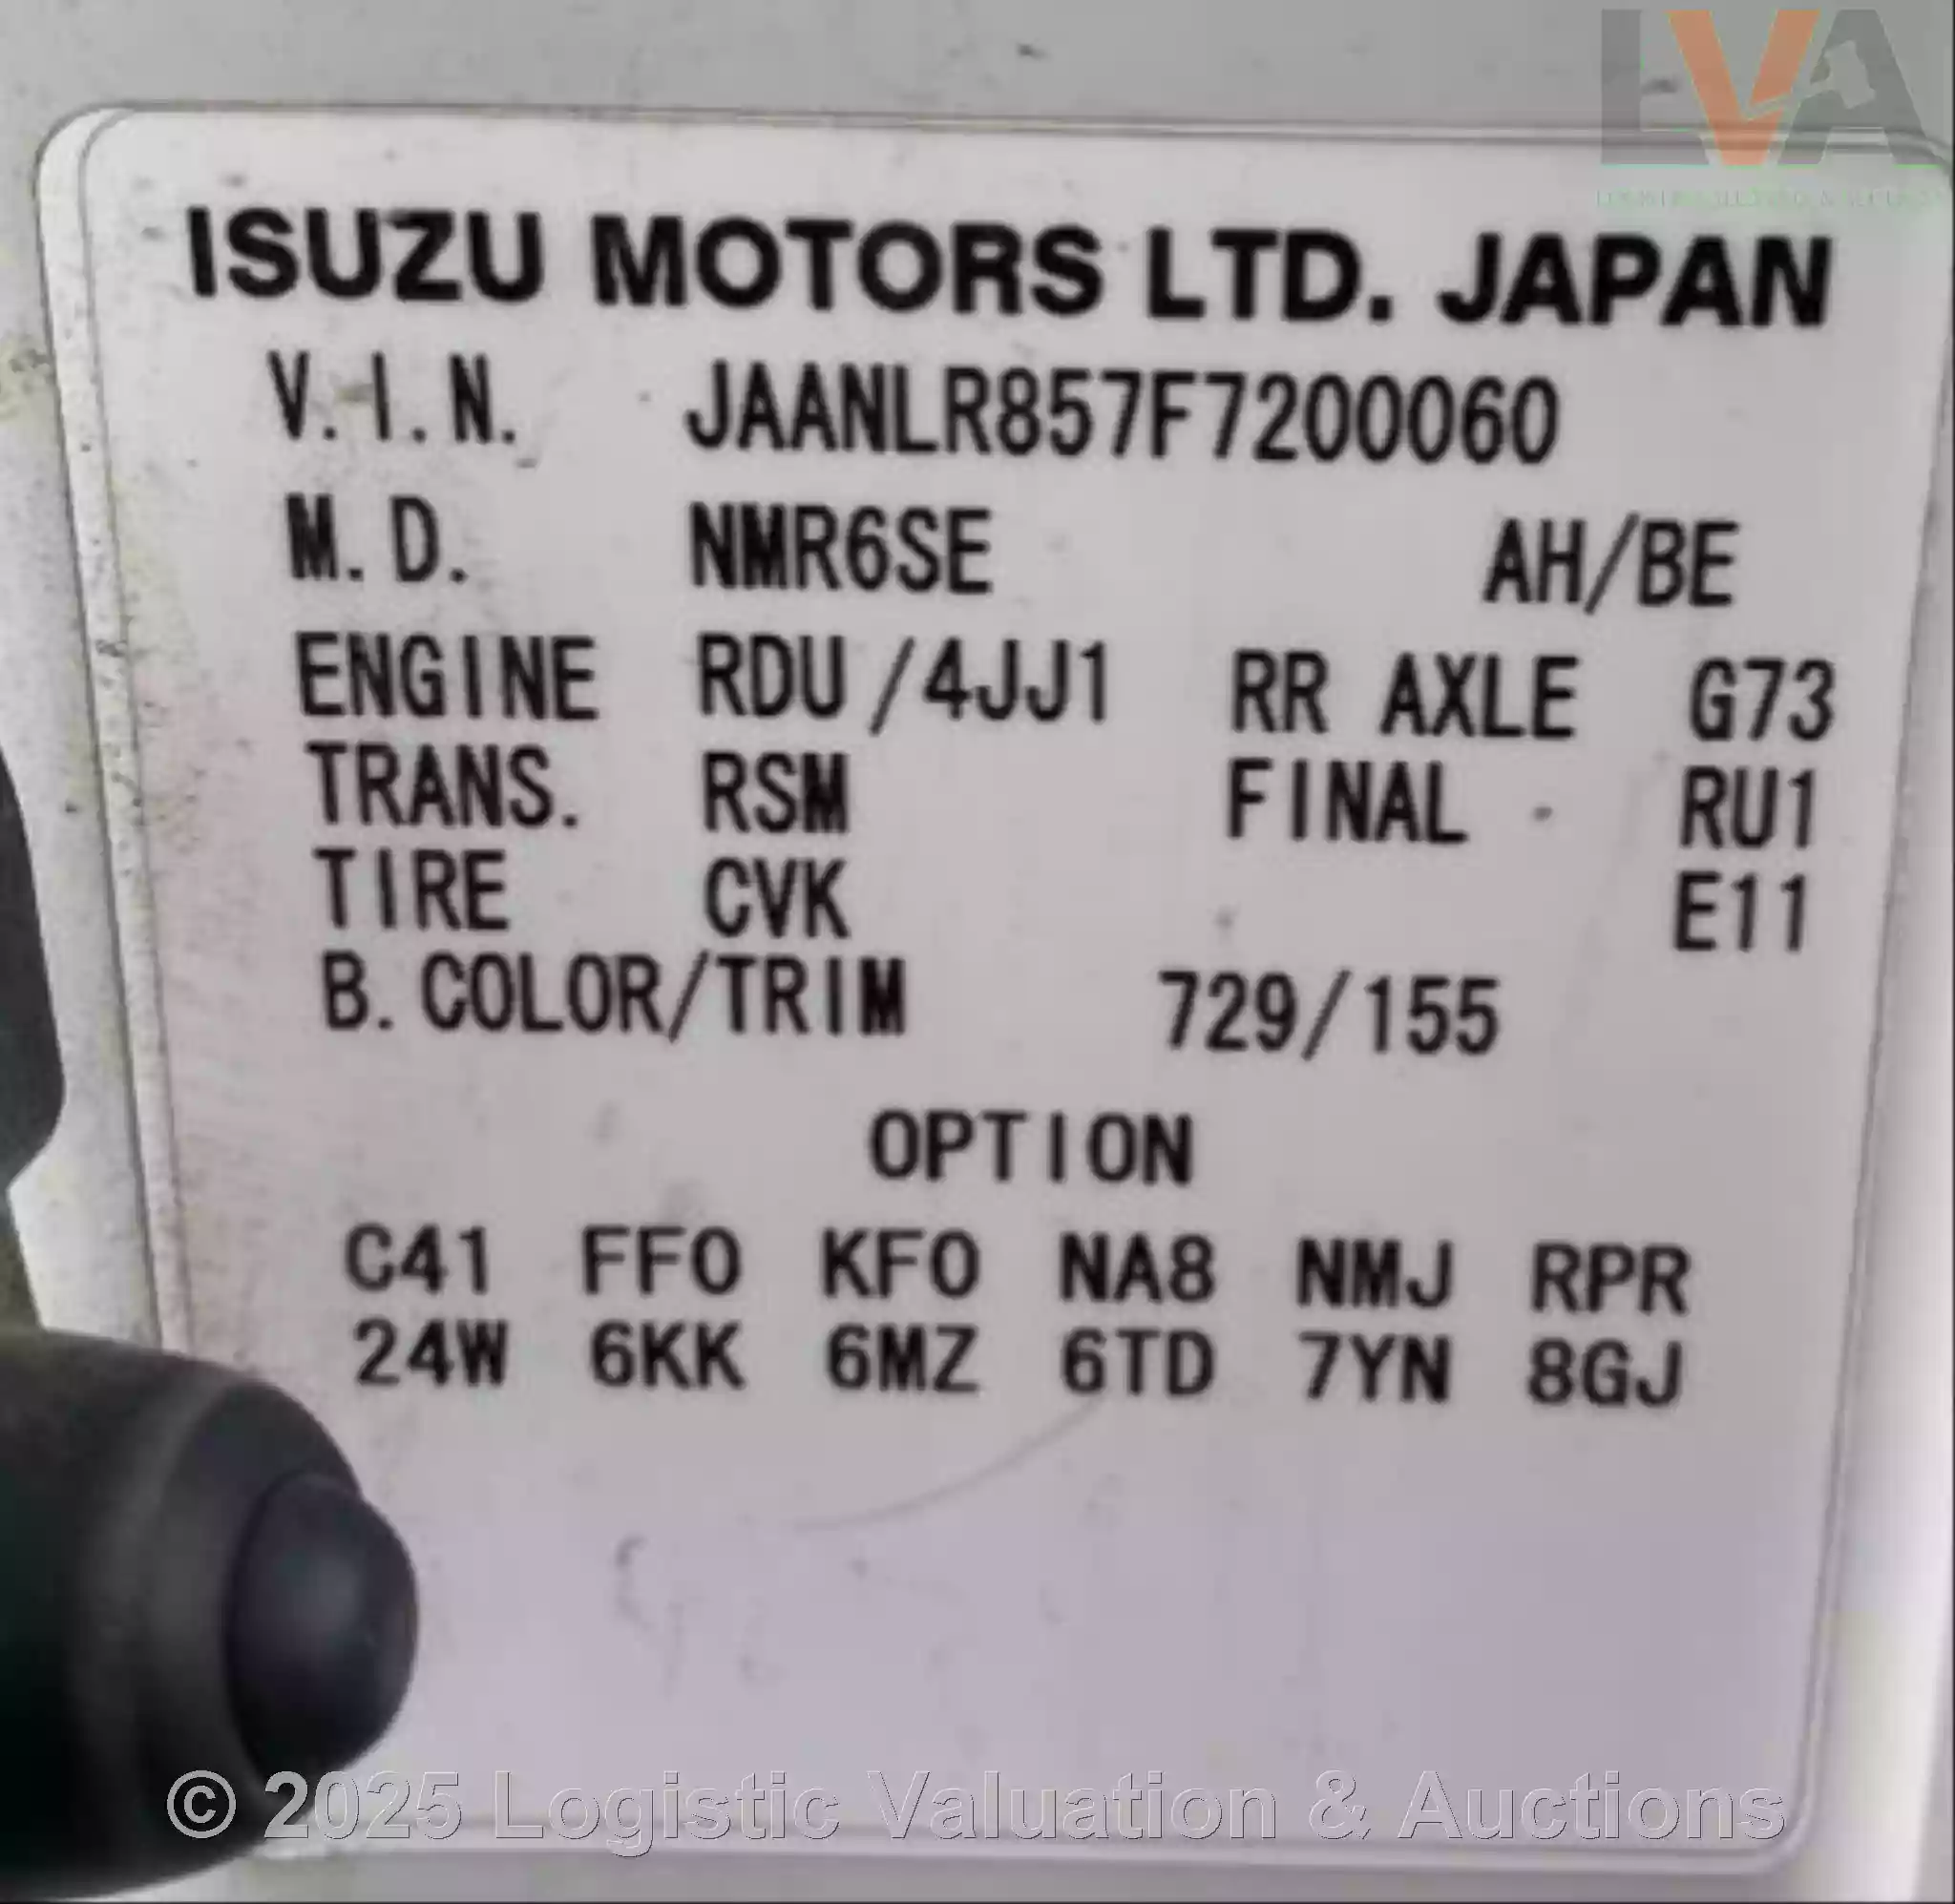 LVA
ISUZU MOTORS LTD. JAPAN
V.I.N. JAANLR857F7200060
M.D. NMR6SE AH/BE
ENGINE RDU/4JJ1 RR AXLE G73
TRANS. RSM FINAL RU1
TIRE CVK E11
B.COLOR/TRIM 729/155
OPTION
C41 FF0 KF0 NA8 NMJ RPR
24W 6KK 6MZ 6TD 7YN 8GJ
© 2025 Logistic Valuation & Auctions